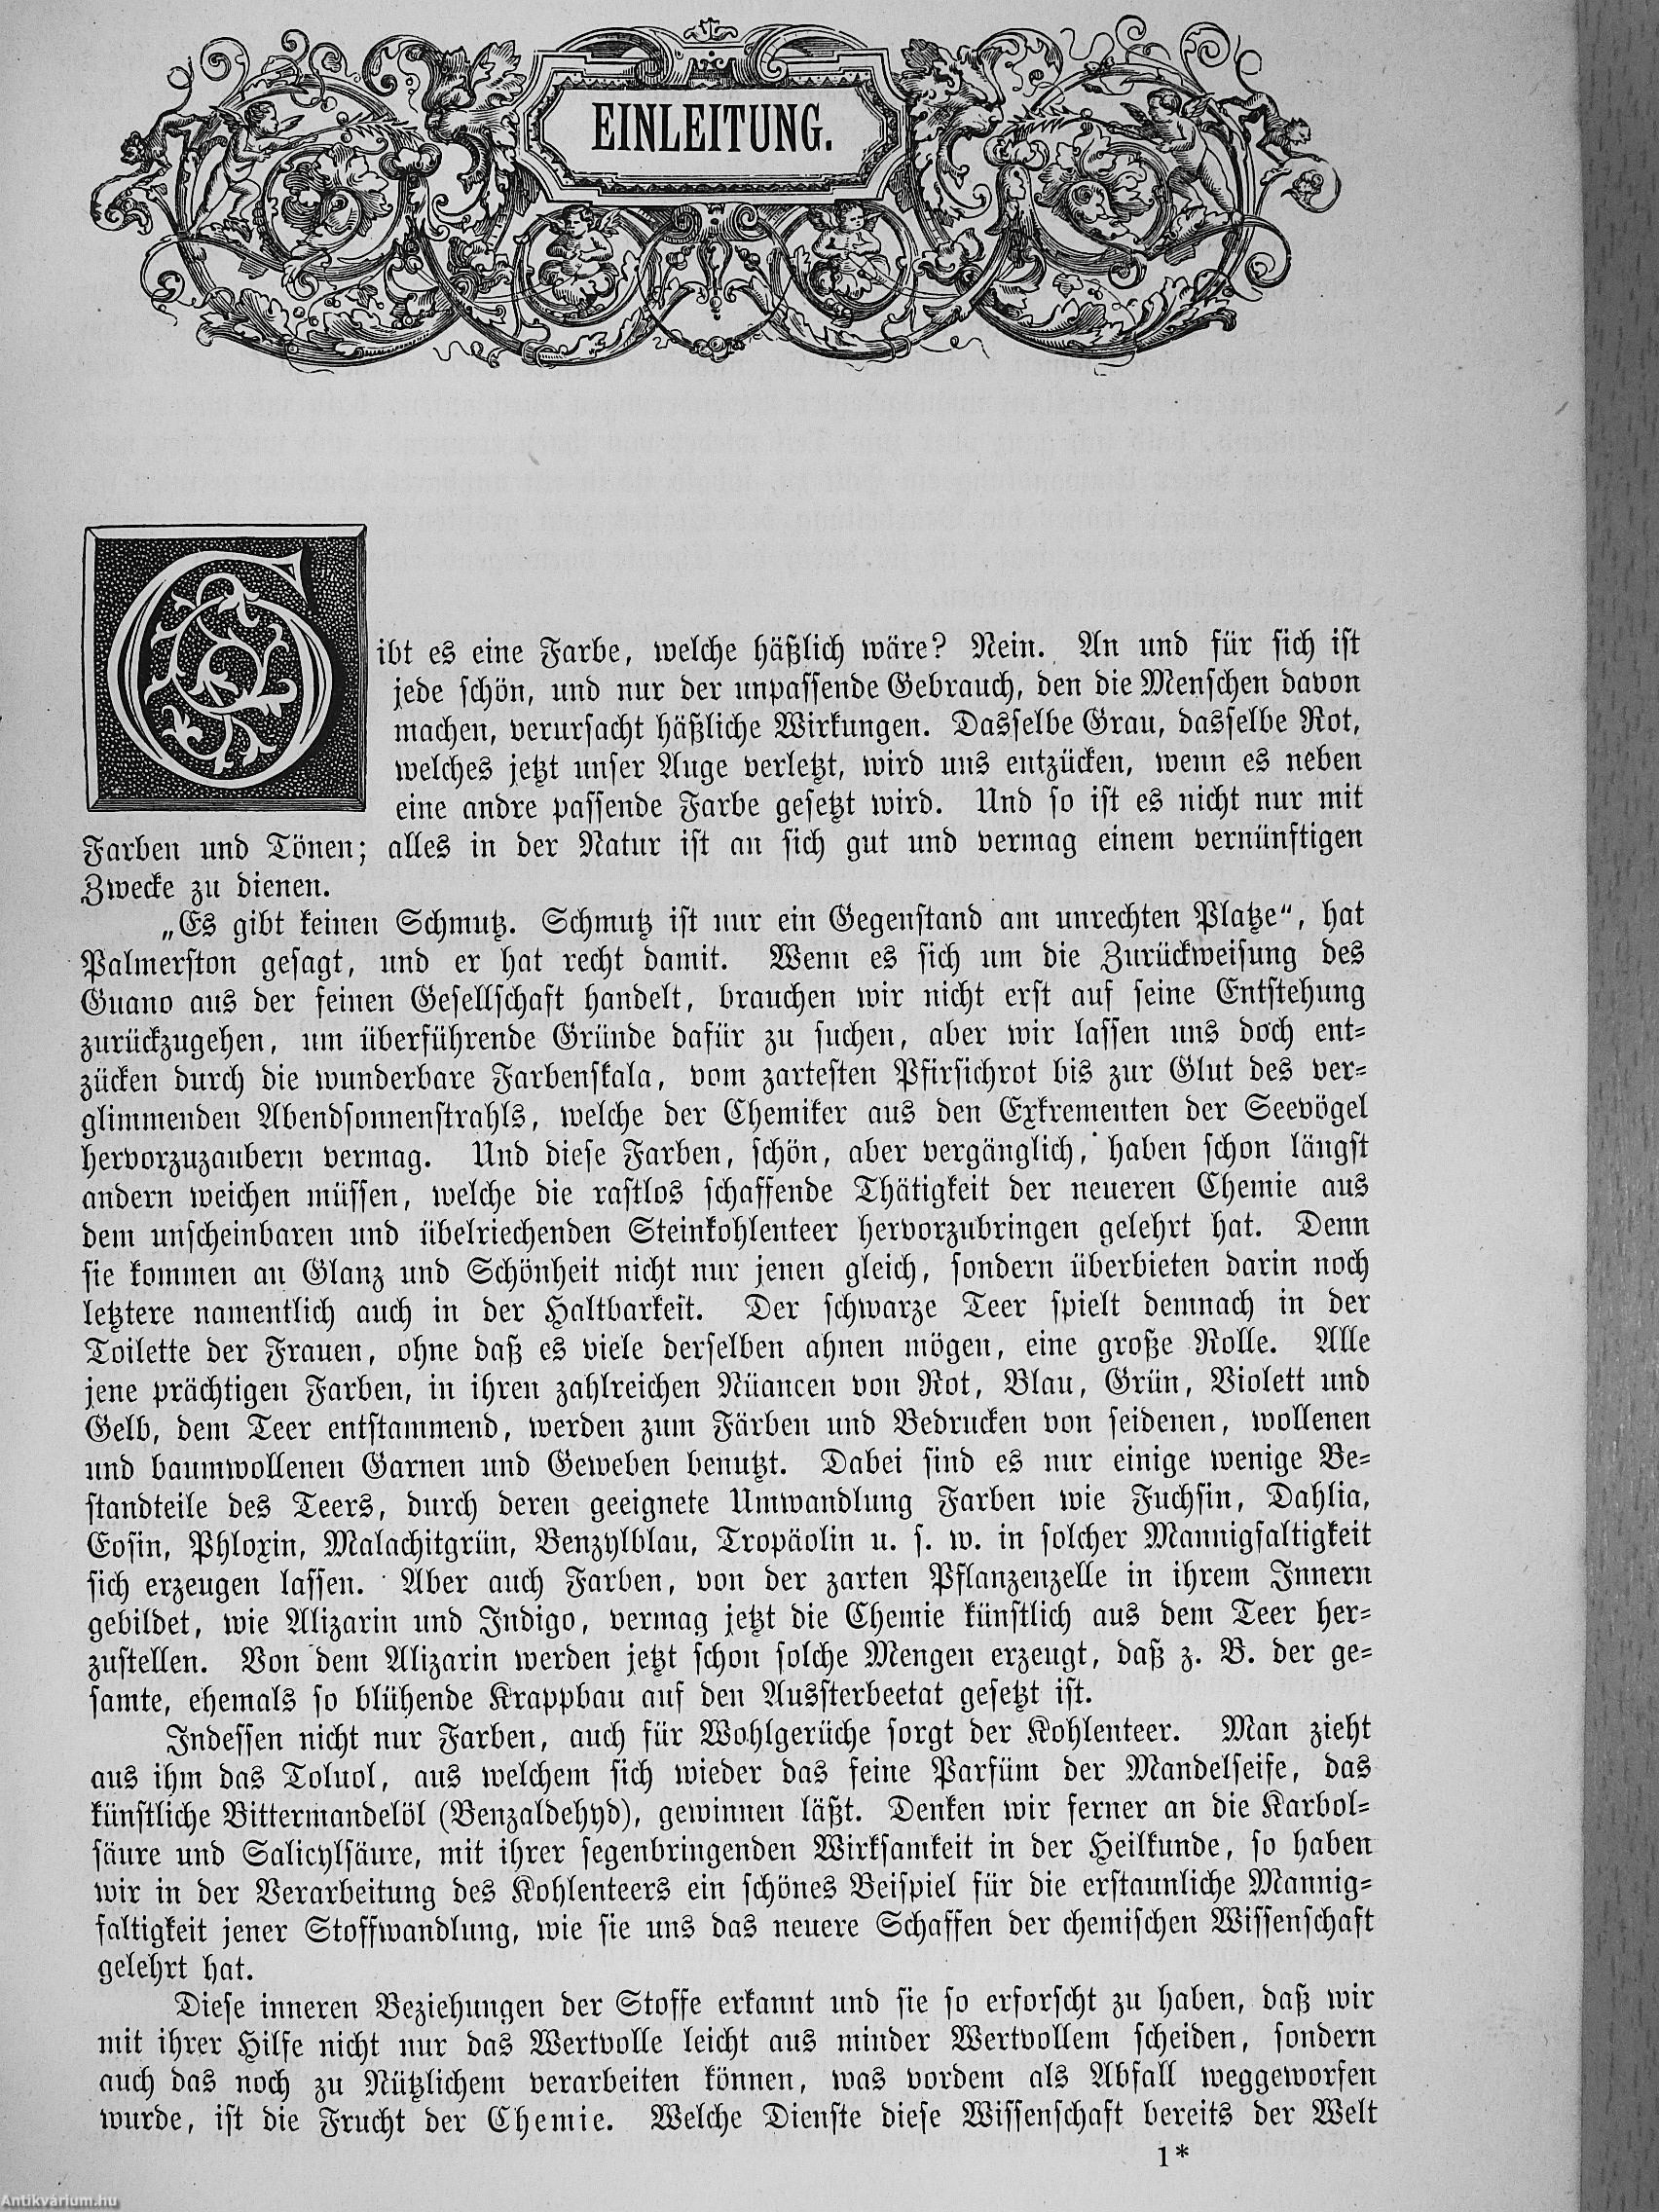 EINLEITUNG.
Gibt es eine Farbe, welche häßlich wäre? Nein. An und für sich ist
jede schön, und nur der unpassende Gebrauch, den die Menschen davon
machen, verursacht häßliche Wirkungen. Dasselbe Grau, dasselbe Rot,
welches jetzt unser Auge verletzt, wird uns entzücken, wenn es neben
eine andre passende Farbe gesetzt wird. Und so ist es nicht nur mit
Farben und Tönen; alles in der Natur ist an sich gut und vermag einem vernünftigen
Zwecke zu dienen.
„Es gibt keinen Schmutz. Schmutz ist nur ein Gegenstand am unrechten Platze“, hat
Palmerston gesagt, und er hat recht damit. Wenn es sich um die Zurückweisung des
Guano aus der feinen Gesellschaft handelt, brauchen wir nicht erst auf seine Entstehung
zurückzugehen, um überführende Gründe dafür zu suchen, aber wir lassen uns doch ent-
zücken durch die wunderbare Farbenskala, vom zartesten Pfirsichrot bis zur Glut des ver-
glimmenden Abendsonnenstrahls, welche der Chemiker aus den Exkrementen der Seevögel
hervorzuzaubern vermag. Und diese Farben, schön, aber vergänglich, haben schon längst
andern weichen müssen, welche die rastlos schaffende Thätigkeit der neueren Chemie aus
dem unscheinbaren und übelriechenden Steinkohlenteer hervorzubringen gelehrt hat. Denn
sie kommen an Glanz und Schönheit nicht nur jenen gleich, sondern überbieten darin noch
letztere namentlich auch in der Haltbarkeit. Der schwarze Teer spielt demnach in der
Toilette der Frauen, ohne daß es viele derselben ahnen mögen, eine große Rolle. Alle
jene prächtigen Farben, in ihren zahlreichen Nüancen von Rot, Blau, Grün, Violett und
Gelb, dem Teer entstammend, werden zum Färben und Bedrucken von seidenen, wollenen
und baumwollenen Garnen und Geweben benutzt. Dabei sind es nur einige wenige Be-
standteile des Teers, durch deren geeignete Umwandlung Farben wie Fuchsin, Dahlia,
Eosin, Phloxin, Malachitgrün, Benzylblau, Tropäolin u. s. w. in solcher Mannigfaltigkeit
sich erzeugen lassen. Aber auch Farben, von der zarten Pflanzenzelle in ihrem Innern
gebildet, wie Alizarin und Indigo, vermag jetzt die Chemie künstlich aus dem Teer her-
zustellen. Von dem Alizarin werden jetzt schon solche Mengen erzeugt, daß z. B. der ge-
samte, ehemals so blühende Krappbau auf den Aussterbeetat gesetzt ist.
Indessen nicht nur Farben, auch für Wohlgerüche sorgt der Kohlenteer. Man zieht
aus ihm das Toluol, aus welchem sich wieder das feine Parfüm der Mandelseife, das
künstliche Bittermandelöl (Benzaldehyd), gewinnen läßt. Denken wir ferner an die Karbol-
säure und Salicylsäure, mit ihrer segenbringenden Wirksamkeit in der Heilkunde, so haben
wir in der Verarbeitung des Kohlenteers ein schönes Beispiel für die erstaunliche Mannig-
faltigkeit jener Stoffwandlung, wie sie uns das neuere Schaffen der chemischen Wissenschaft
gelehrt hat.
Diese inneren Beziehungen der Stoffe erkannt und sie so erforscht zu haben, daß wir
mit ihrer Hilfe nicht nur das Wertvolle leicht aus minder Wertvollem scheiden, sondern
auch das noch zu Nützlichem verarbeiten können, was vordem als Abfall weggeworfen
wurde, ist die Frucht der Chemie. Welche Dienste diese Wissenschaft bereits der Welt
1*
Antikvárium.hu